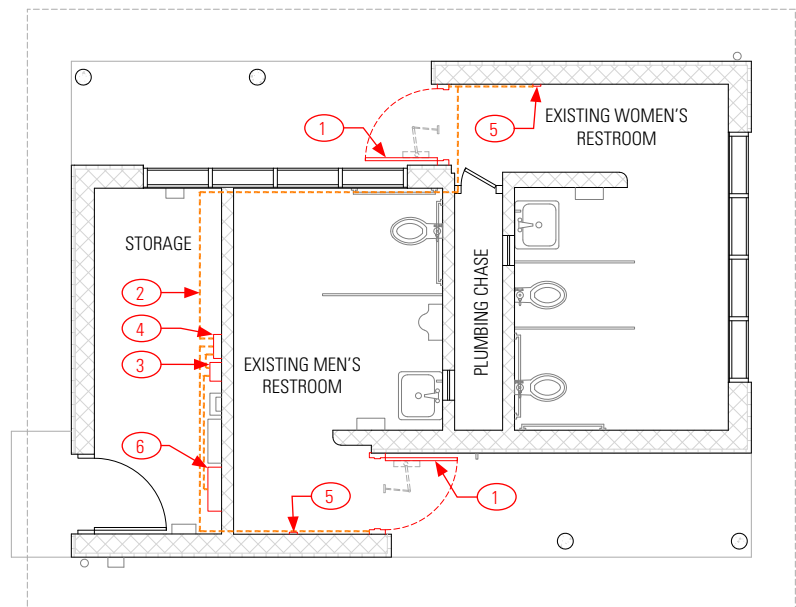 1
5
EXISTING WOMEN'S
RESTROOM
STORAGE
2
4
3
EXISTING MEN'S
RESTROOM
PLUMBING CHASE
6
5
1